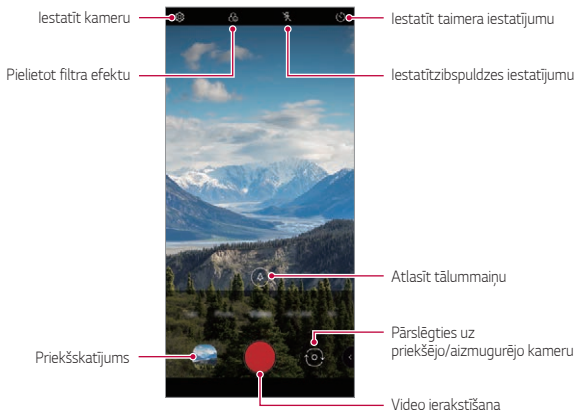 Iestatīt kameru
Iestatīt taimera iestatījumu
Pielietot filtra efektu
Iestatītzibspuldzes iestatījumu
Atlasīt tālummaiņu
Pārslēgties uz
priekšējo/aizmugurējo kameru
Priekšskatījums
Video ierakstīšana